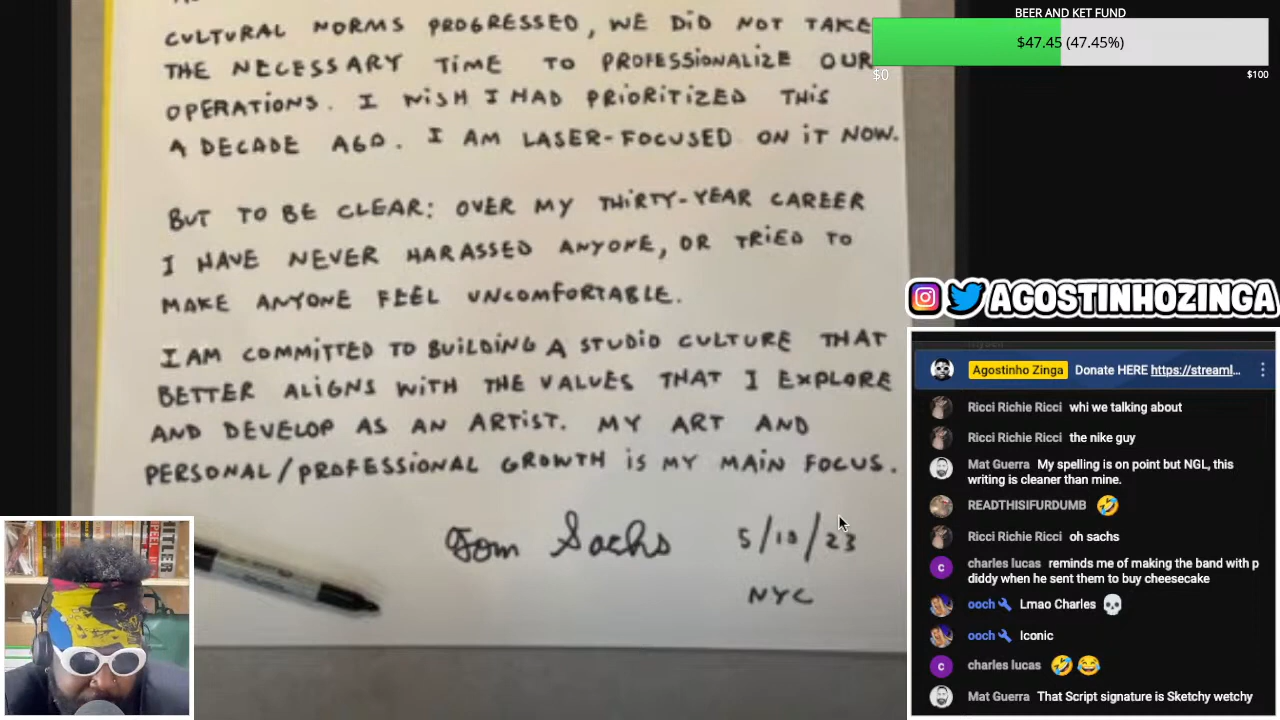 CULTURAL NORMS PROGRESSED, WE DID NOT TAKE
THE NECESSARY TIME TO PROFESSIONALIZE OUR
OPERATIONS. I WISH I HAD PRIORITIZED THIS
A DECADE AGO. I AM LASER-FOCUSED ON IT NOW.
BUT TO BE CLEAR: OVER MY THIRTY-YEAR CAREER
I HAVE NEVER HARASSED ANYONE, OR TRIED TO
MAKE ANYONE FEEL UNCOMFORTABLE.
I AM COMMITTED TO BUILDING A STUDIO CULTURE THAT
BETTER ALIGNS WITH THE VALUES THAT I EXPLORE
AND DEVELOP AS AN ARTIST. MY ART AND
PERSONAL/PROFESSIONAL GROWTH IS MY MAIN FOCUS.
Tom Sachs 5/10/23
NYC
BEER AND KET FUND
$47.45 (47.45%)
$0 $100
AGOSTINHOZINGA
Agostinho Zinga Donate HERE https://streaml...
Ricci Richie Ricci whi we talking about
Ricci Richie Ricci the nike guy
Mat Guerra My spelling is on point but NGL, this
writing is cleaner than mine.
READTHISIFURDUMB 🤣
Ricci Richie Ricci oh sachs
charles lucas reminds me of making the band with p
diddy when he sent them to buy cheesecake
ooch Lmao Charles 💀
ooch Iconic
charles lucas 🤣 😂
Mat Guerra That Script signature is Sketchy wetchy